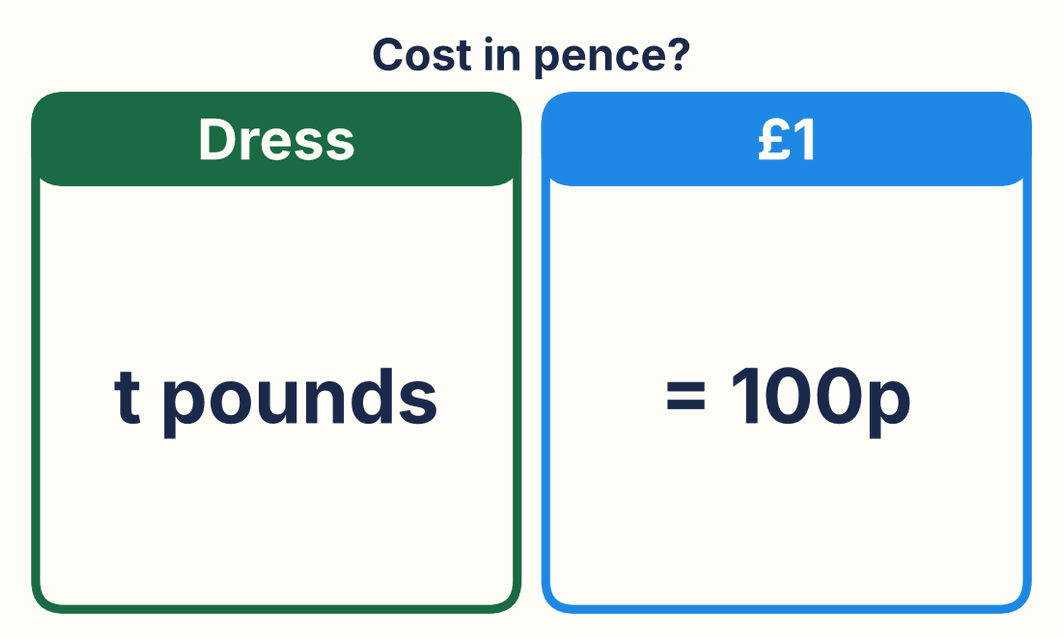 Cost in pence?
Dress
t pounds
£1
= 100p